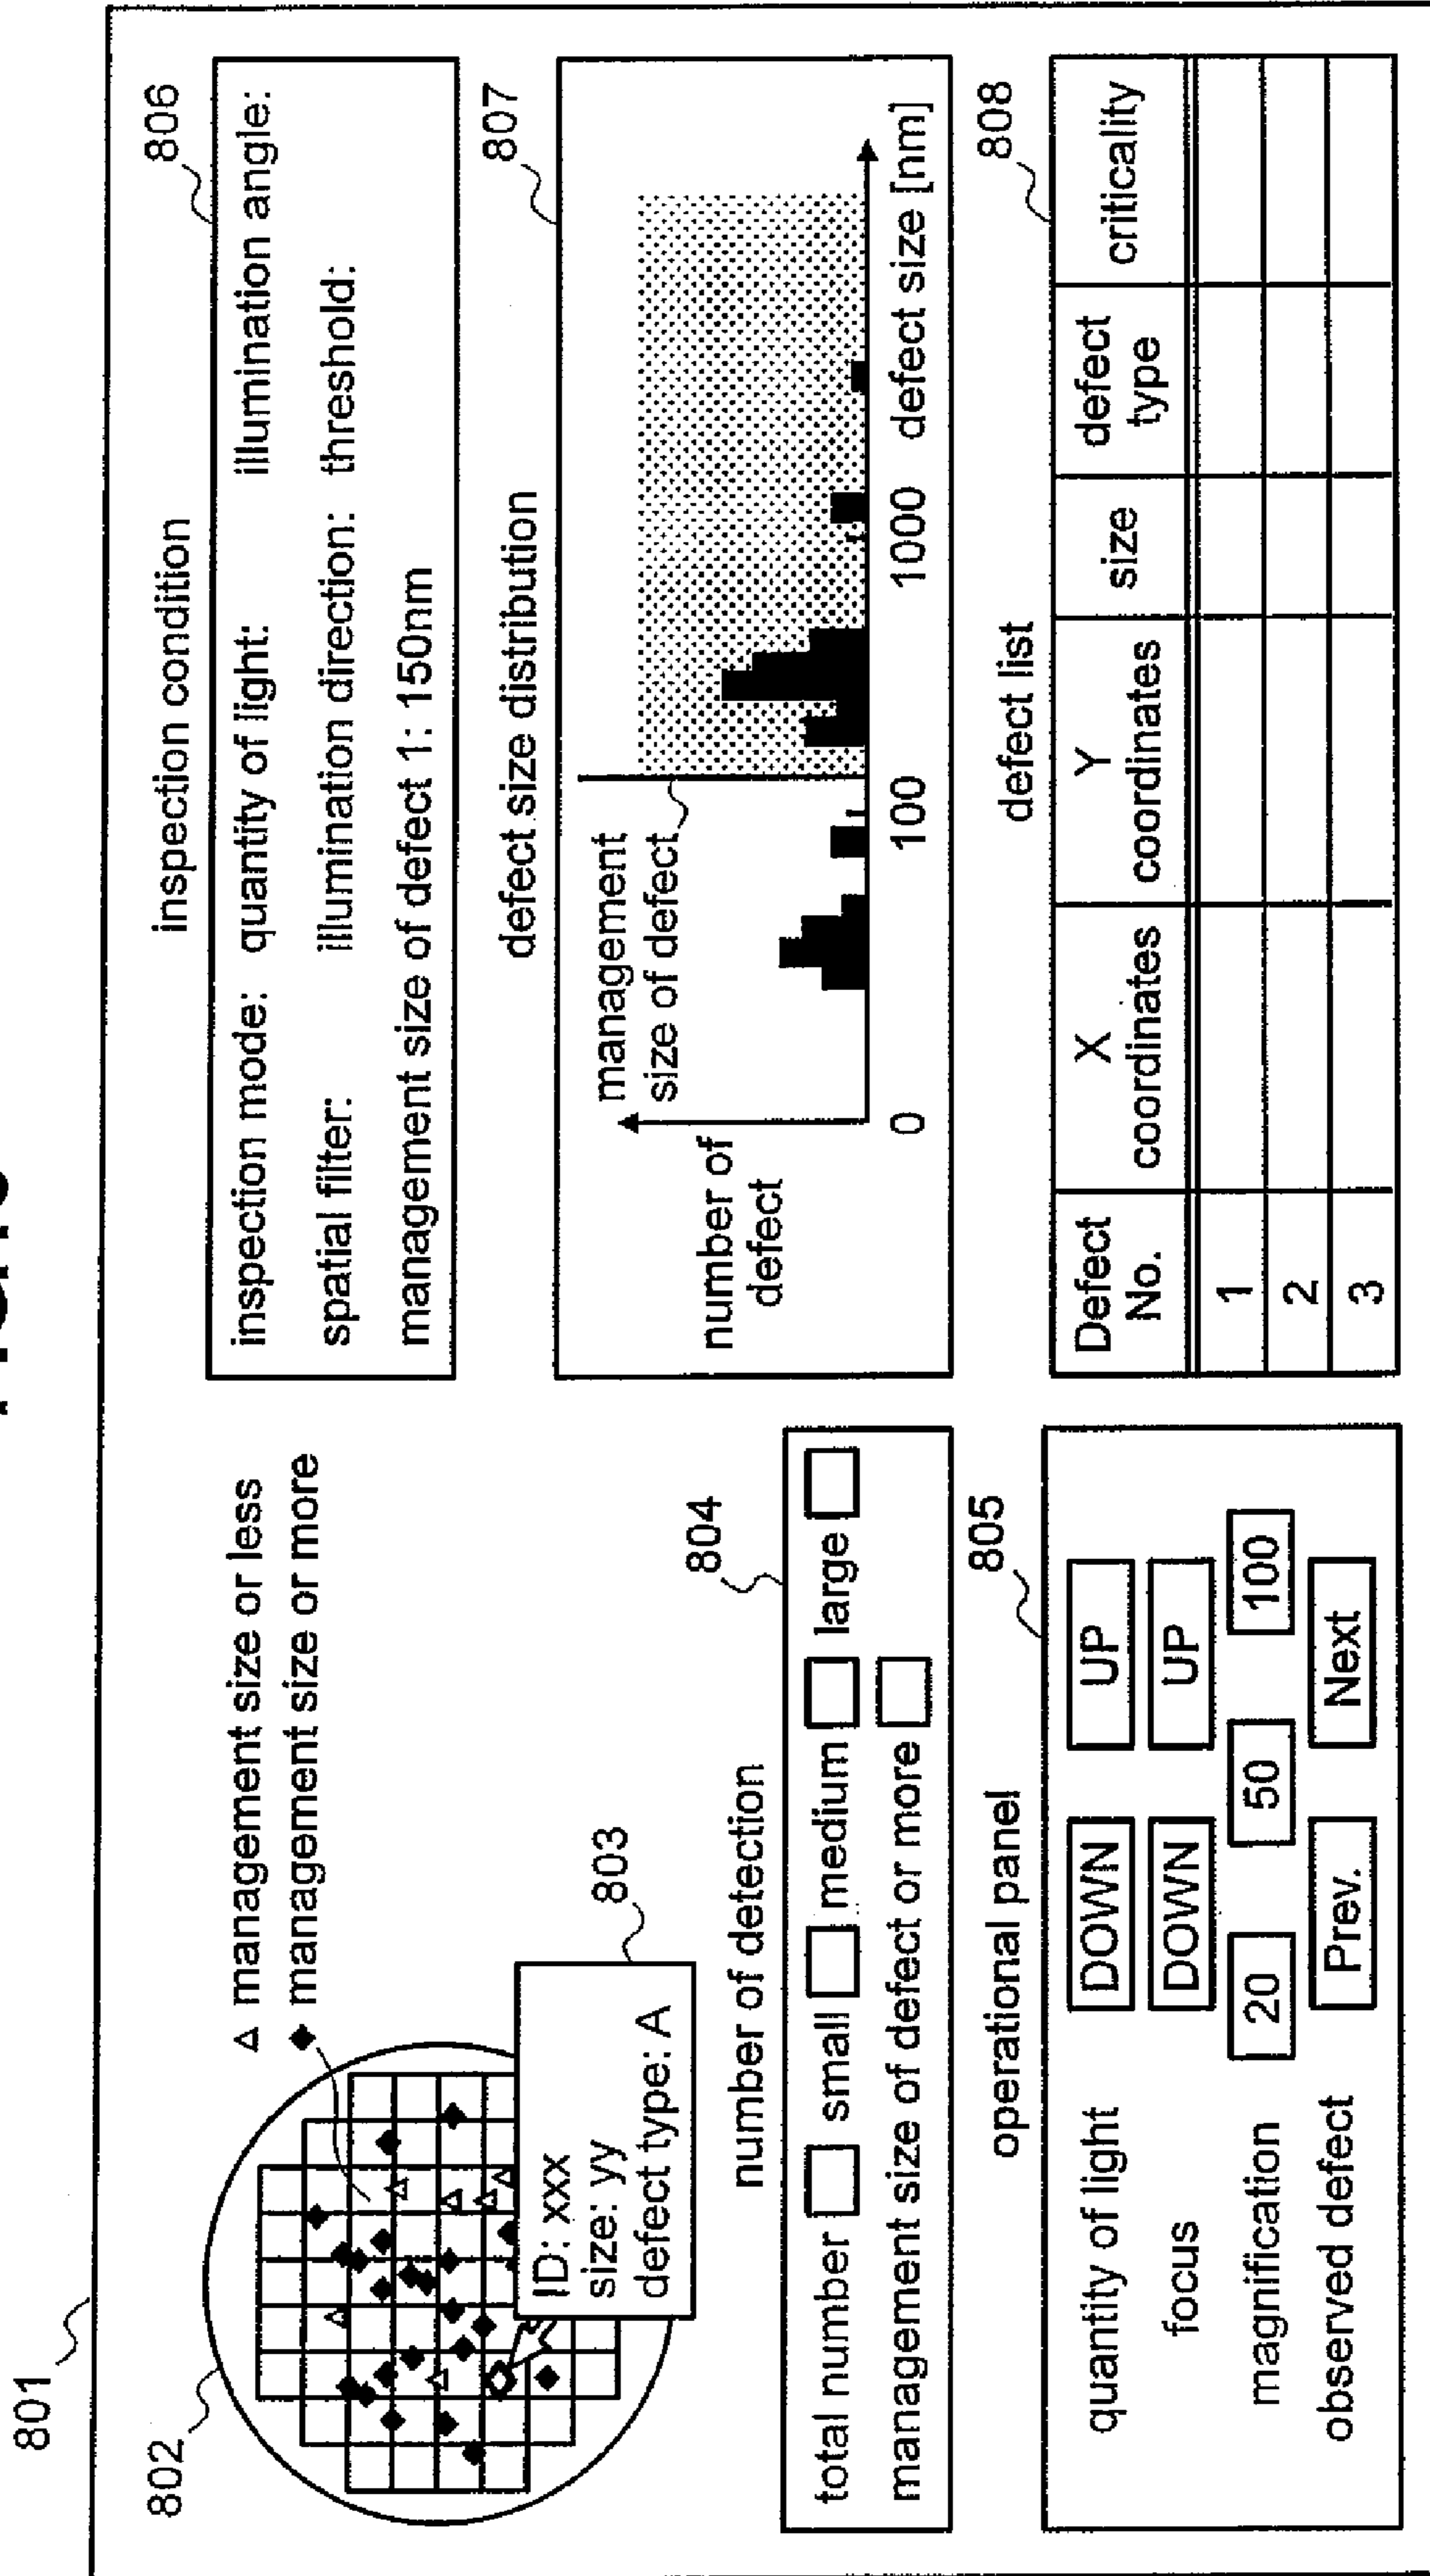 801
802
△ management size or less
◆ management size or more
ID: xxx
size: yy
defect type: A
803
number of detection
804
total number small medium large
management size of defect or more
operational panel
805
quantity of light DOWN UP
focus DOWN UP
magnification 20 50 100
observed defect Prev. Next
inspection condition
806
inspection mode: quantity of light: illumination angle:
spatial filter: illumination direction: threshold:
management size of defect 1: 150nm
defect size distribution
807
management
size of defect
number of
defect
0 100 1000 defect size [nm]
defect list
808
Defect No. X coordinates Y coordinates size defect type criticality
1
2
3